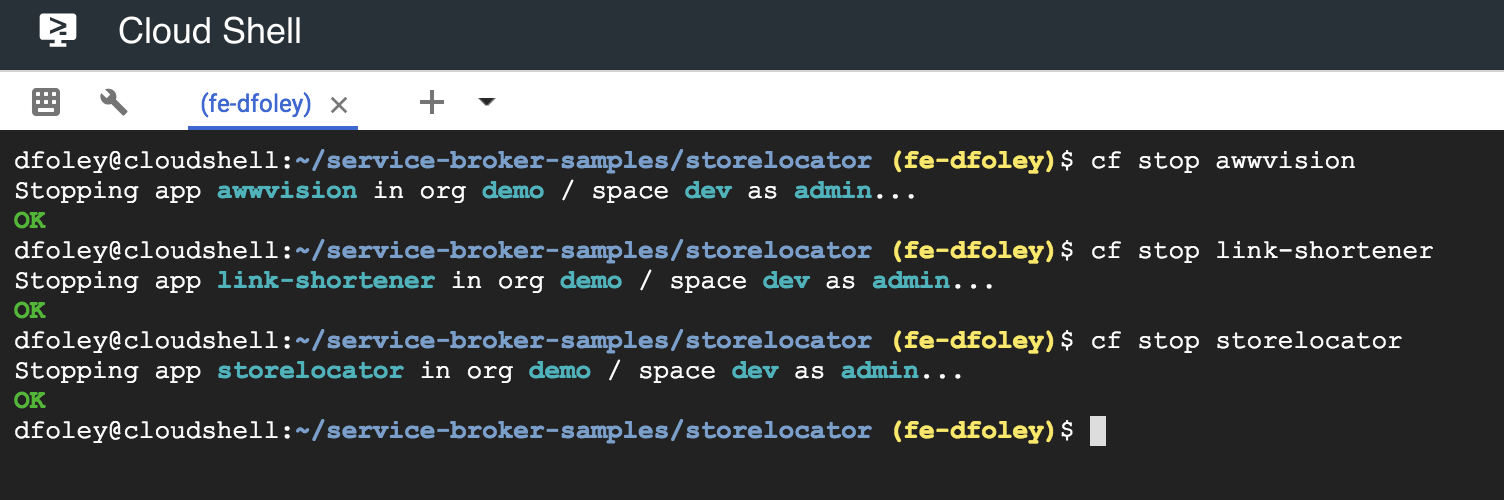 Cloud Shell
(fe-dfoley)
dfoley@cloudshell:~/service-broker-samples/storelocator (fe-dfoley)$ cf stop awwvision
Stopping app awwvision in org demo / space dev as admin...
OK
dfoley@cloudshell:~/service-broker-samples/storelocator (fe-dfoley)$ cf stop link-shortener
Stopping app link-shortener in org demo / space dev as admin...
OK
dfoley@cloudshell:~/service-broker-samples/storelocator (fe-dfoley)$ cf stop storelocator
Stopping app storelocator in org demo / space dev as admin...
OK
dfoley@cloudshell:~/service-broker-samples/storelocator (fe-dfoley)$